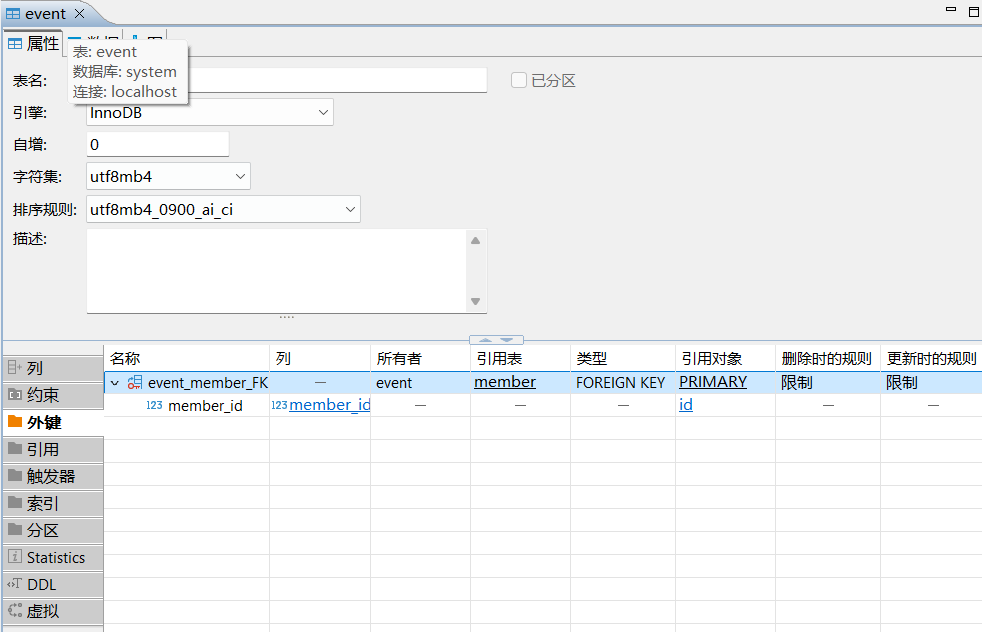 event
属性
表: event
数据库: system
连接: localhost
表名:
已分区
引擎: InnoDB
自增: 0
字符集: utf8mb4
排序规则: utf8mb4_0900_ai_ci
描述:
名称 列 所有者 引用表 类型 引用对象 删除时的规则 更新时的规则
event_member_FK — event member FOREIGN KEY PRIMARY 限制 限制
123 member_id 123 member_id — — — id — —
列
约束
外键
引用
触发器
索引
分区
Statistics
DDL
虚拟